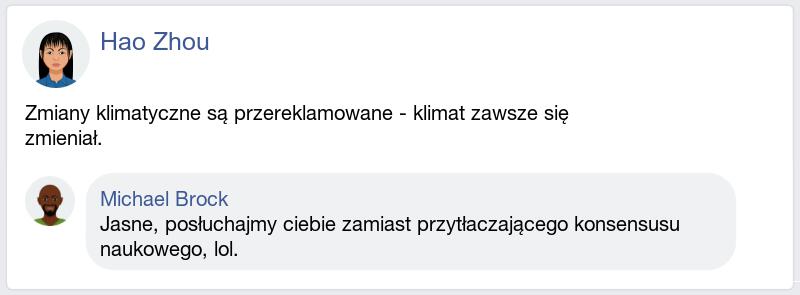 Hao Zhou
Zmiany klimatyczne są przereklamowane - klimat zawsze się
zmieniał.
Michael Brock
Jasne, posłuchajmy ciebie zamiast przytłaczającego konsensusu
naukowego, lol.